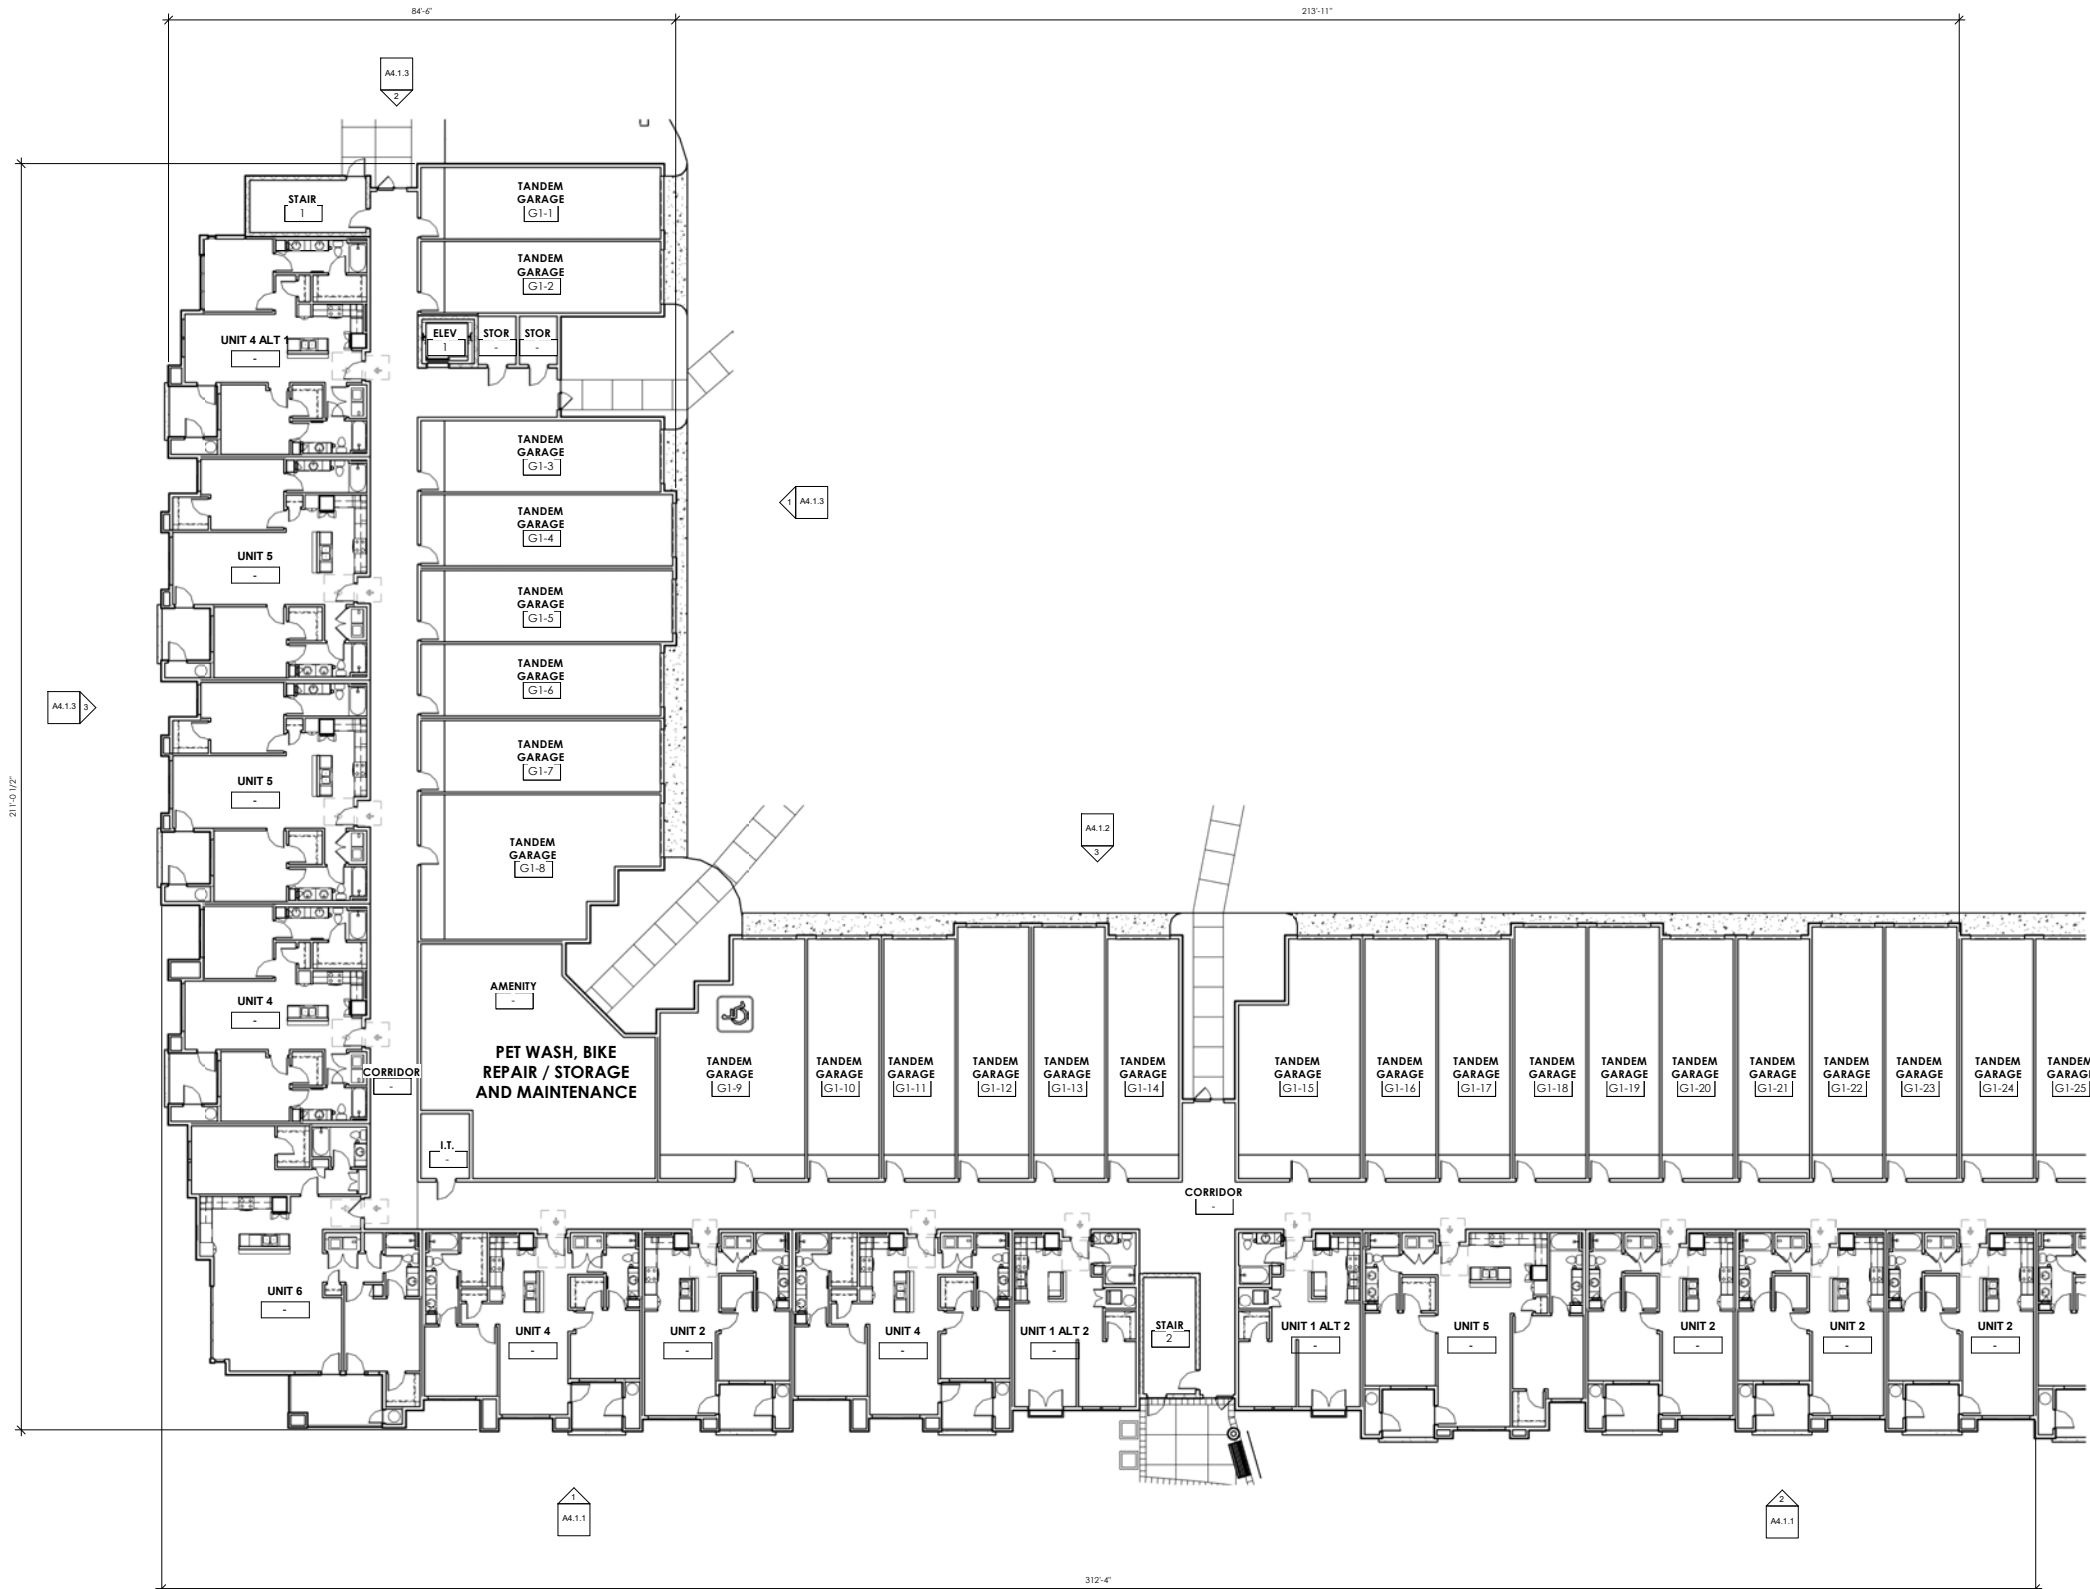 84'-6"
213'-11"
A4.1.3
2
STAIR
1
TANDEM
GARAGE
G1-1
TANDEM
GARAGE
G1-2
UNIT 4 ALT 1
-
ELEV
1
STOR
-
STOR
-
TANDEM
GARAGE
G1-3
1
A4.1.3
TANDEM
GARAGE
G1-4
UNIT 5
-
TANDEM
GARAGE
G1-5
TANDEM
GARAGE
G1-6
A4.1.3
3
TANDEM
GARAGE
G1-7
UNIT 5
-
211'-0 1/2"
TANDEM
GARAGE
G1-8
A4.1.2
3
UNIT 4
-
AMENITY
-
PET WASH, BIKE
REPAIR / STORAGE
AND MAINTENANCE
CORRIDOR
-
TANDEM
GARAGE
G1-9
TANDEM
GARAGE
G1-10
TANDEM
GARAGE
G1-11
TANDEM
GARAGE
G1-12
TANDEM
GARAGE
G1-13
TANDEM
GARAGE
G1-14
TANDEM
GARAGE
G1-15
TANDEM
GARAGE
G1-16
TANDEM
GARAGE
G1-17
TANDEM
GARAGE
G1-18
TANDEM
GARAGE
G1-19
TANDEM
GARAGE
G1-20
TANDEM
GARAGE
G1-21
TANDEM
GARAGE
G1-22
TANDEM
GARAGE
G1-23
TANDEM
GARAGE
G1-24
TANDEM
GARAGE
G1-25
I.T.
-
CORRIDOR
-
UNIT 6
-
UNIT 4
-
UNIT 2
-
UNIT 4
-
UNIT 1 ALT 2
-
STAIR
2
UNIT 1 ALT 2
-
UNIT 5
-
UNIT 2
-
UNIT 2
-
UNIT 2
-
1
A4.1.1
2
A4.1.1
312'-4"